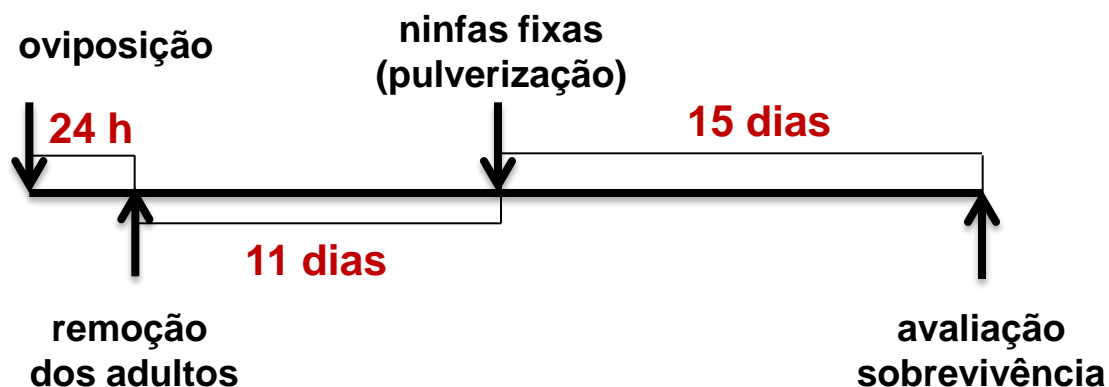 oviposição
ninfas fixas
(pulverização)
24 h
15 dias
11 dias
remoção
dos adultos
avaliação
sobrevivência